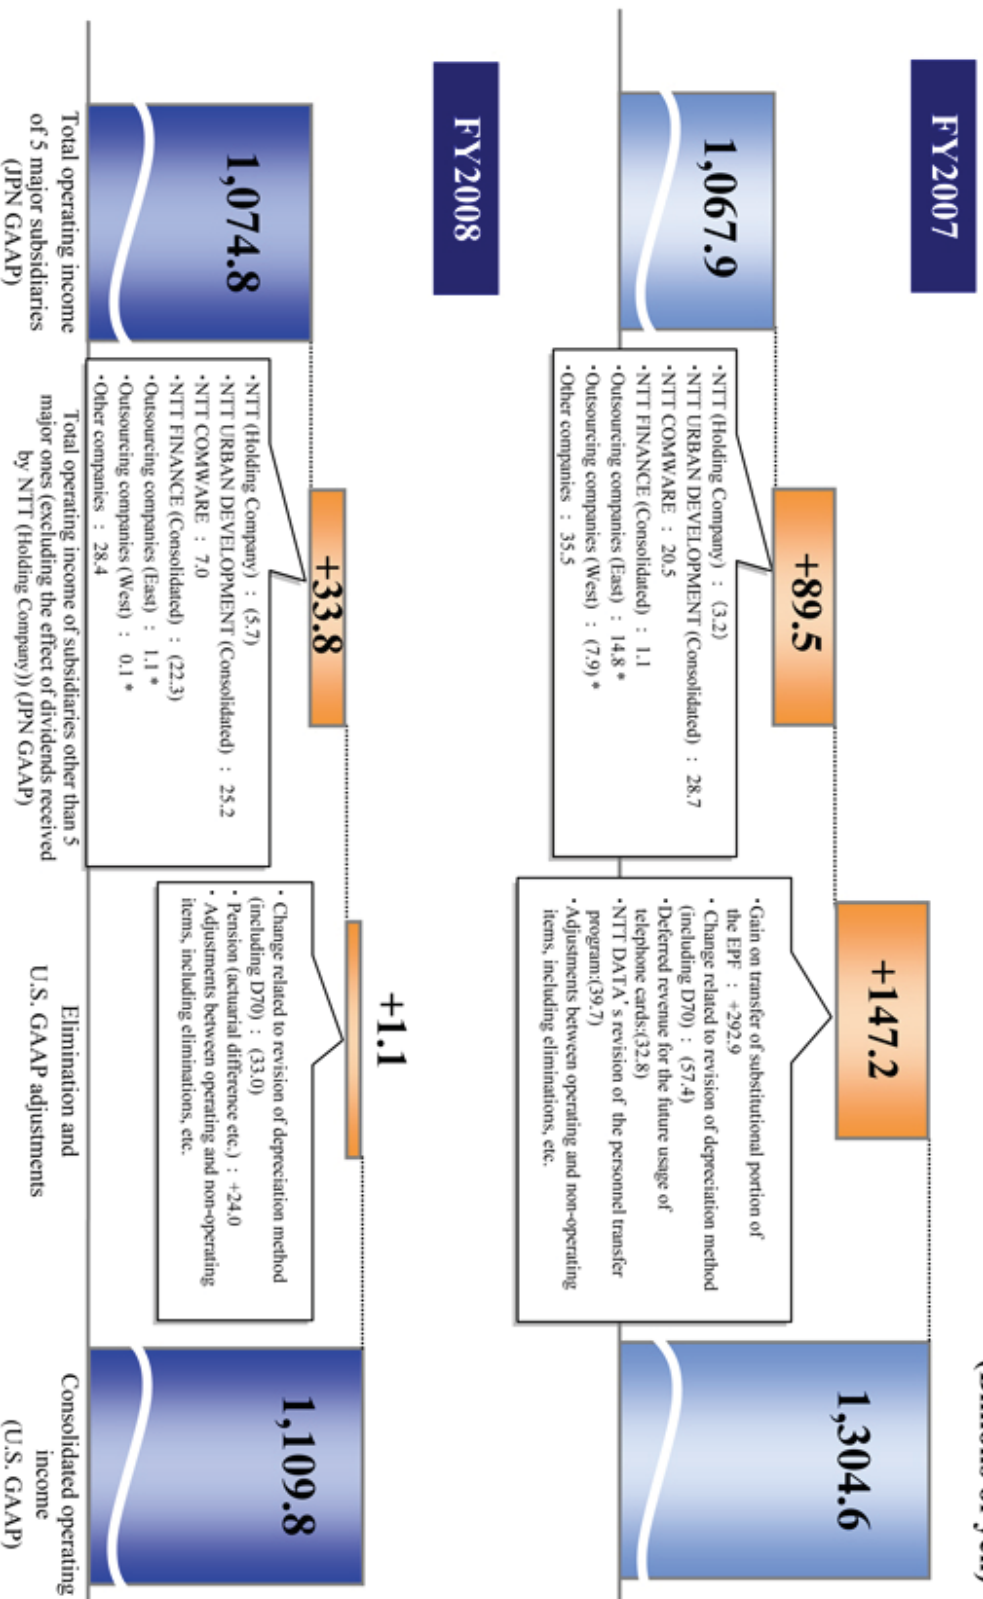 FY2007
1,067.9
+89.5
・NTT (Holding Company) : (3.2)
・NTT URBAN DEVELOPMENT (Consolidated) : 28.7
・NTT COMWARE : 20.5
・NTT FINANCE (Consolidated) : 1.1
・Outsourcing companies (East) : 14.8 *
・Outsourcing companies (West) : (7.9) *
・Other companies : 35.5
+147.2
・Gain on transfer of substitutional portion of
the EPF : +292.9
・Change related to revision of depreciation method
(including D70) : (57.4)
・Deferred revenue for the future usage of
telephone cards:(32.8)
・NTT DATA's revision of the personnel transfer
program:(39.7)
・Adjustments between operating and non-operating
items, including eliminations, etc.
1,304.6
FY2008
1,074.8
+33.8
・NTT (Holding Company) : (5.7)
・NTT URBAN DEVELOPMENT (Consolidated) : 25.2
・NTT COMWARE : 7.0
・NTT FINANCE (Consolidated) : (22.3)
・Outsourcing companies (East) : 1.1 *
・Outsourcing companies (West) : 0.1 *
・Other companies : 28.4
+1.1
・Change related to revision of depreciation method
(including D70) : (33.0)
・Pension (actuarial difference etc.) : +24.0
・Adjustments between operating and non-operating
items, including eliminations, etc.
1,109.8
Total operating income
of 5 major subsidiaries
(JPN GAAP)
Total operating income of subsidiaries other than 5
major ones (excluding the effect of dividends received
by NTT (Holding Company)) (JPN GAAP)
Elimination and
U.S. GAAP adjustments
Consolidated operating
income
(U.S. GAAP)